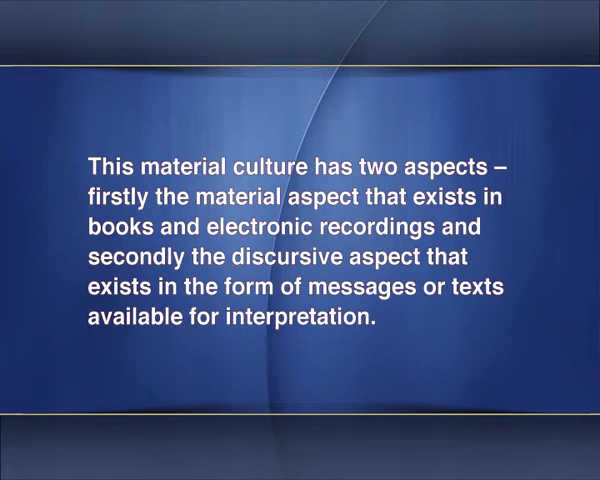 This material culture has two aspects –
firstly the material aspect that exists in
books and electronic recordings and
secondly the discursive aspect that
exists in the form of messages or texts
available for interpretation.